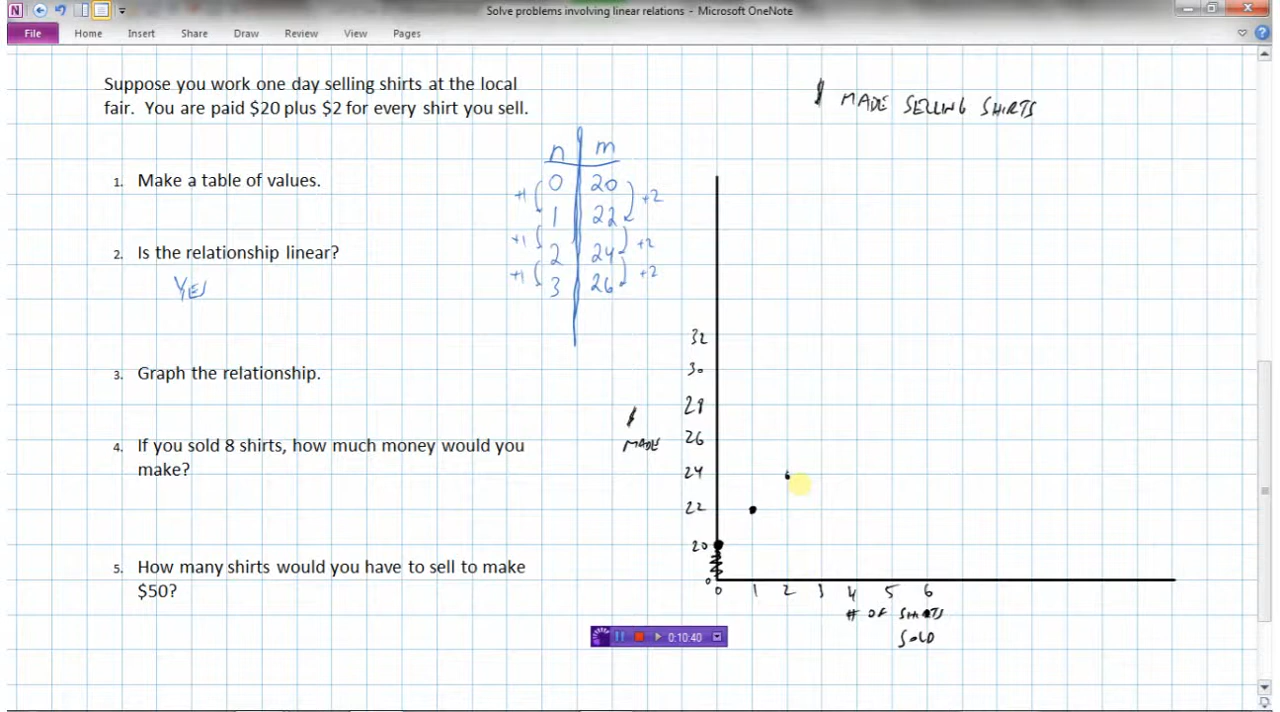 Solve problems involving linear relations - Microsoft OneNote
File Home Insert Share Draw Review View Pages
Suppose you work one day selling shirts at the local
fair. You are paid $20 plus $2 for every shirt you sell.
$ MADE SELLING SHIRTS
n m
0 20
+1 +2
1. Make a table of values.
1 22
+1 +2
2. Is the relationship linear?
2 24
+1 +2
YES
3 26
32
30
3. Graph the relationship.
28
$
MADE
26
4. If you sold 8 shirts, how much money would you
make?
24
22
20
5. How many shirts would you have to sell to make
$50?
0
0 1 2 3 4 5 6
# OF SHIRTS
SOLD
0:10:40